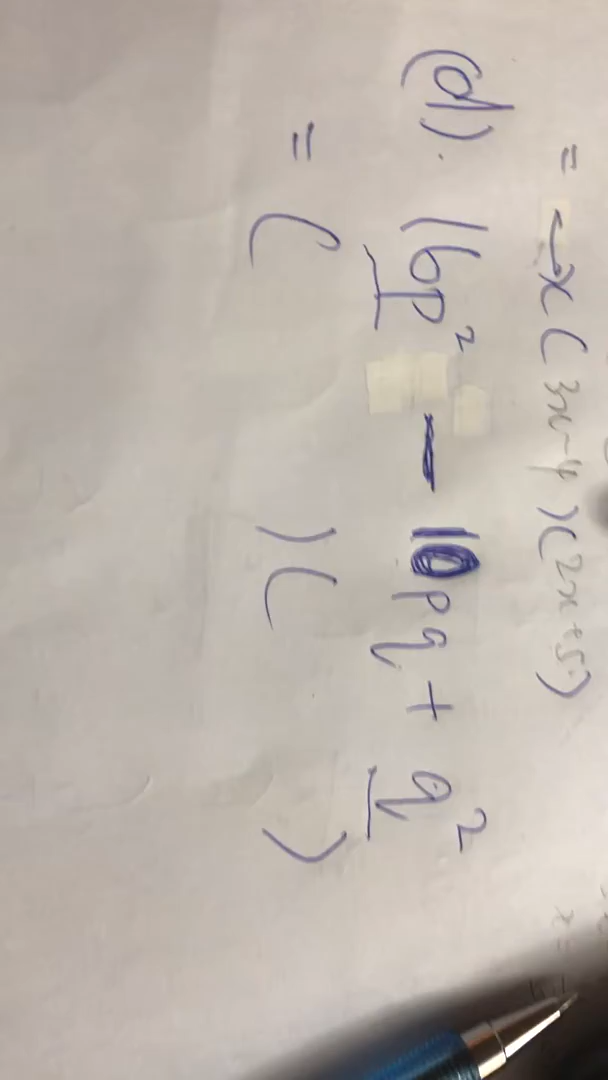 = -x(3x-4)(2x+5)
(d). 16p² - 10pq + q²
= ( )( )